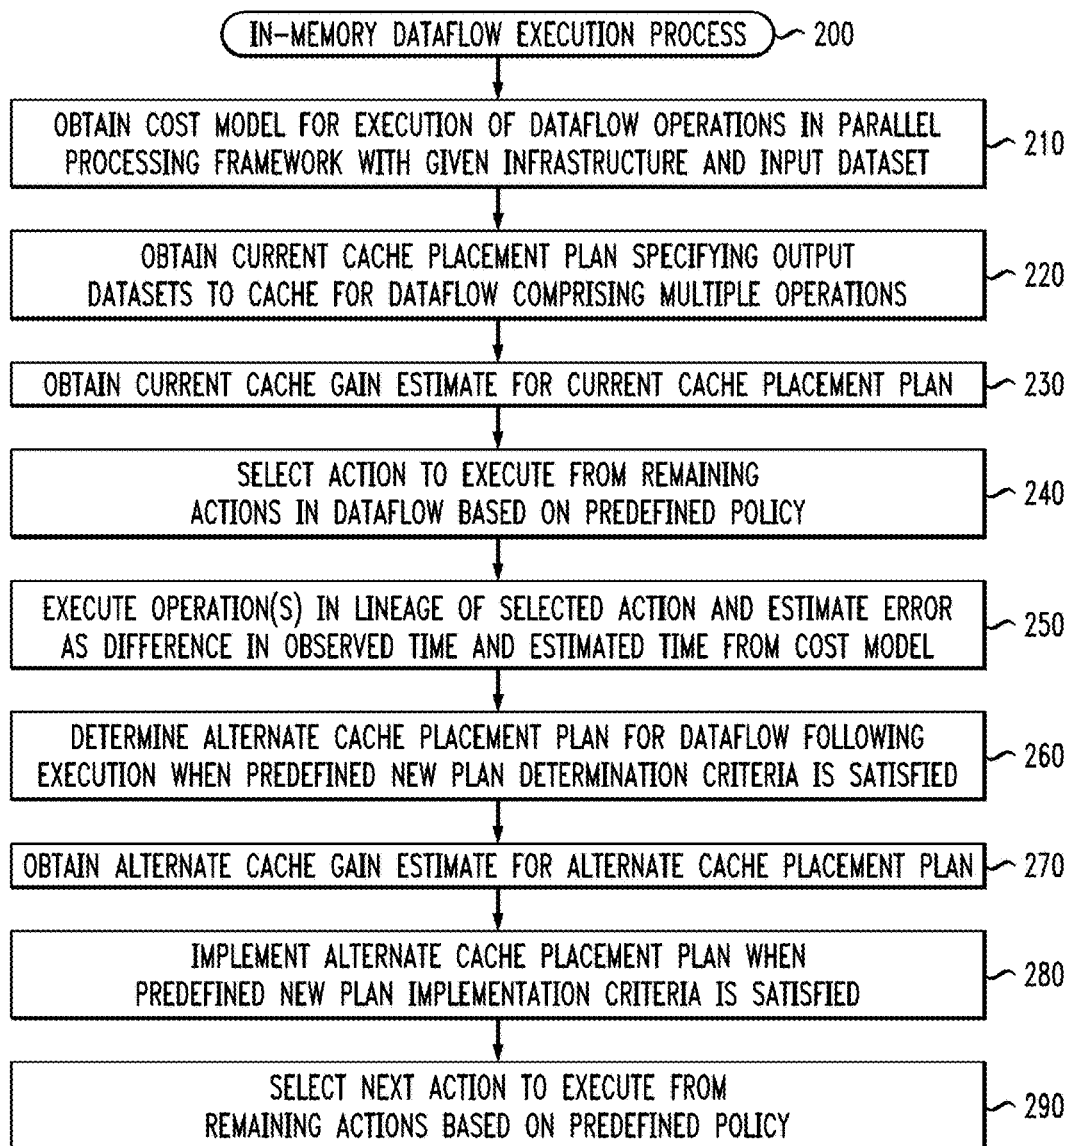 IN-MEMORY DATAFLOW EXECUTION PROCESS 200
OBTAIN COST MODEL FOR EXECUTION OF DATAFLOW OPERATIONS IN PARALLEL
PROCESSING FRAMEWORK WITH GIVEN INFRASTRUCTURE AND INPUT DATASET
210
OBTAIN CURRENT CACHE PLACEMENT PLAN SPECIFYING OUTPUT
DATASETS TO CACHE FOR DATAFLOW COMPRISING MULTIPLE OPERATIONS
220
OBTAIN CURRENT CACHE GAIN ESTIMATE FOR CURRENT CACHE PLACEMENT PLAN 230
SELECT ACTION TO EXECUTE FROM REMAINING
ACTIONS IN DATAFLOW BASED ON PREDEFINED POLICY
240
EXECUTE OPERATION(S) IN LINEAGE OF SELECTED ACTION AND ESTIMATE ERROR
AS DIFFERENCE IN OBSERVED TIME AND ESTIMATED TIME FROM COST MODEL
250
DETERMINE ALTERNATE CACHE PLACEMENT PLAN FOR DATAFLOW FOLLOWING
EXECUTION WHEN PREDEFINED NEW PLAN DETERMINATION CRITERIA IS SATISFIED
260
OBTAIN ALTERNATE CACHE GAIN ESTIMATE FOR ALTERNATE CACHE PLACEMENT PLAN 270
IMPLEMENT ALTERNATE CACHE PLACEMENT PLAN WHEN
PREDEFINED NEW PLAN IMPLEMENTATION CRITERIA IS SATISFIED
280
SELECT NEXT ACTION TO EXECUTE FROM
REMAINING ACTIONS BASED ON PREDEFINED POLICY
290